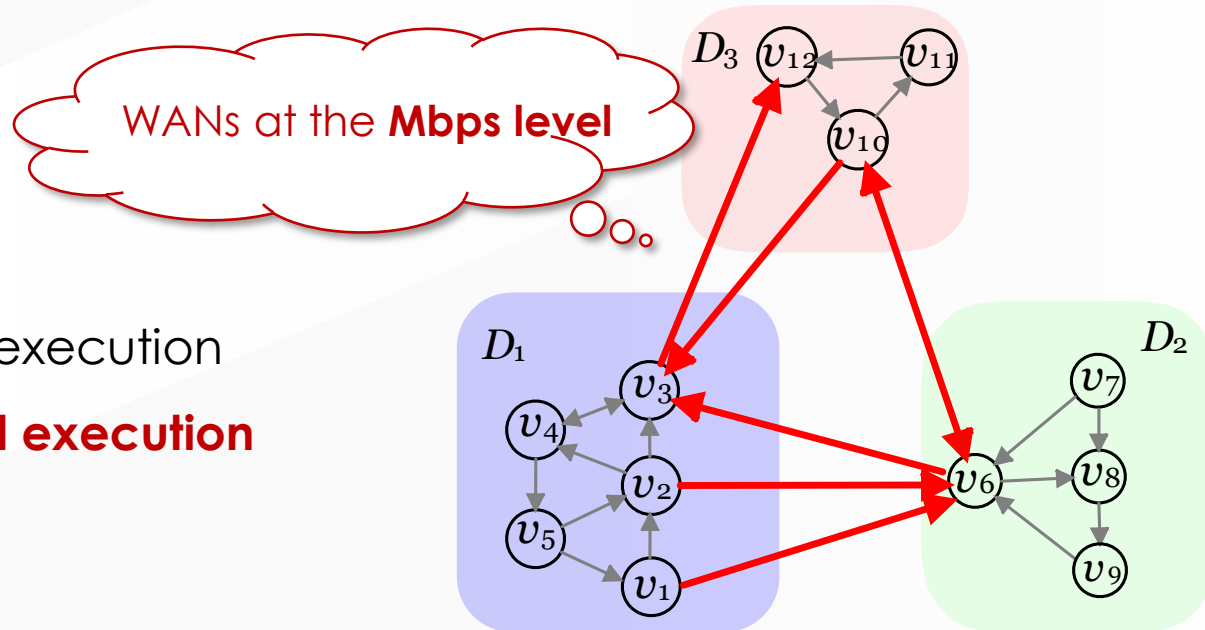 WANs at the Mbps level
execution
l execution
D₃
v₁₂
v₁₁
v₁₀
D₁
v₃
v₄
v₂
v₅
v₁
D₂
v₇
v₆
v₈
v₉